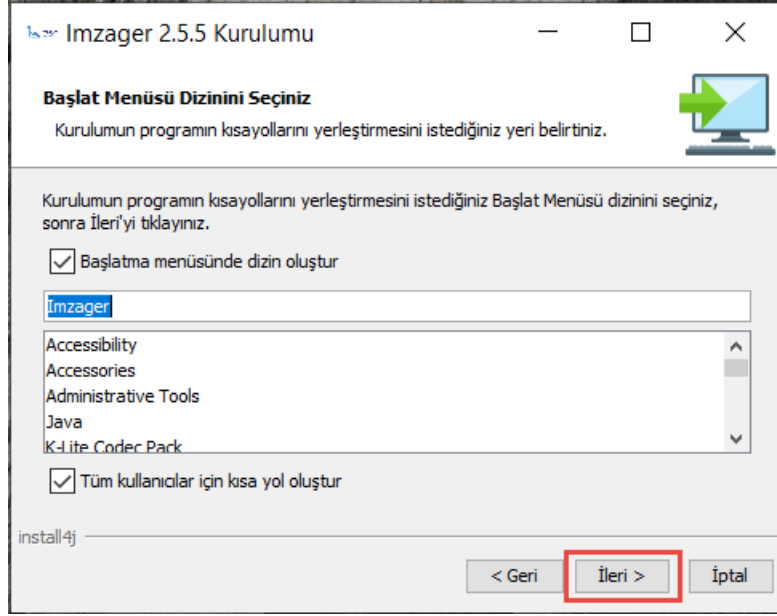 Imzager 2.5.5 Kurulumu
Başlat Menüsü Dizinini Seçiniz
Kurulumun programın kısayollarını yerleştirmesini istediğiniz yeri belirtiniz.
Kurulumun programın kısayollarını yerleştirmesini istediğiniz Başlat Menüsü dizinini seçiniz,
sonra İleri'yi tıklayınız.
Başlatma menüsünde dizin oluştur
Imzager
Accessibility
Accessories
Administrative Tools
Java
K-Lite Codec Pack
Tüm kullanıcılar için kısa yol oluştur
install4j
< Geri İleri > İptal